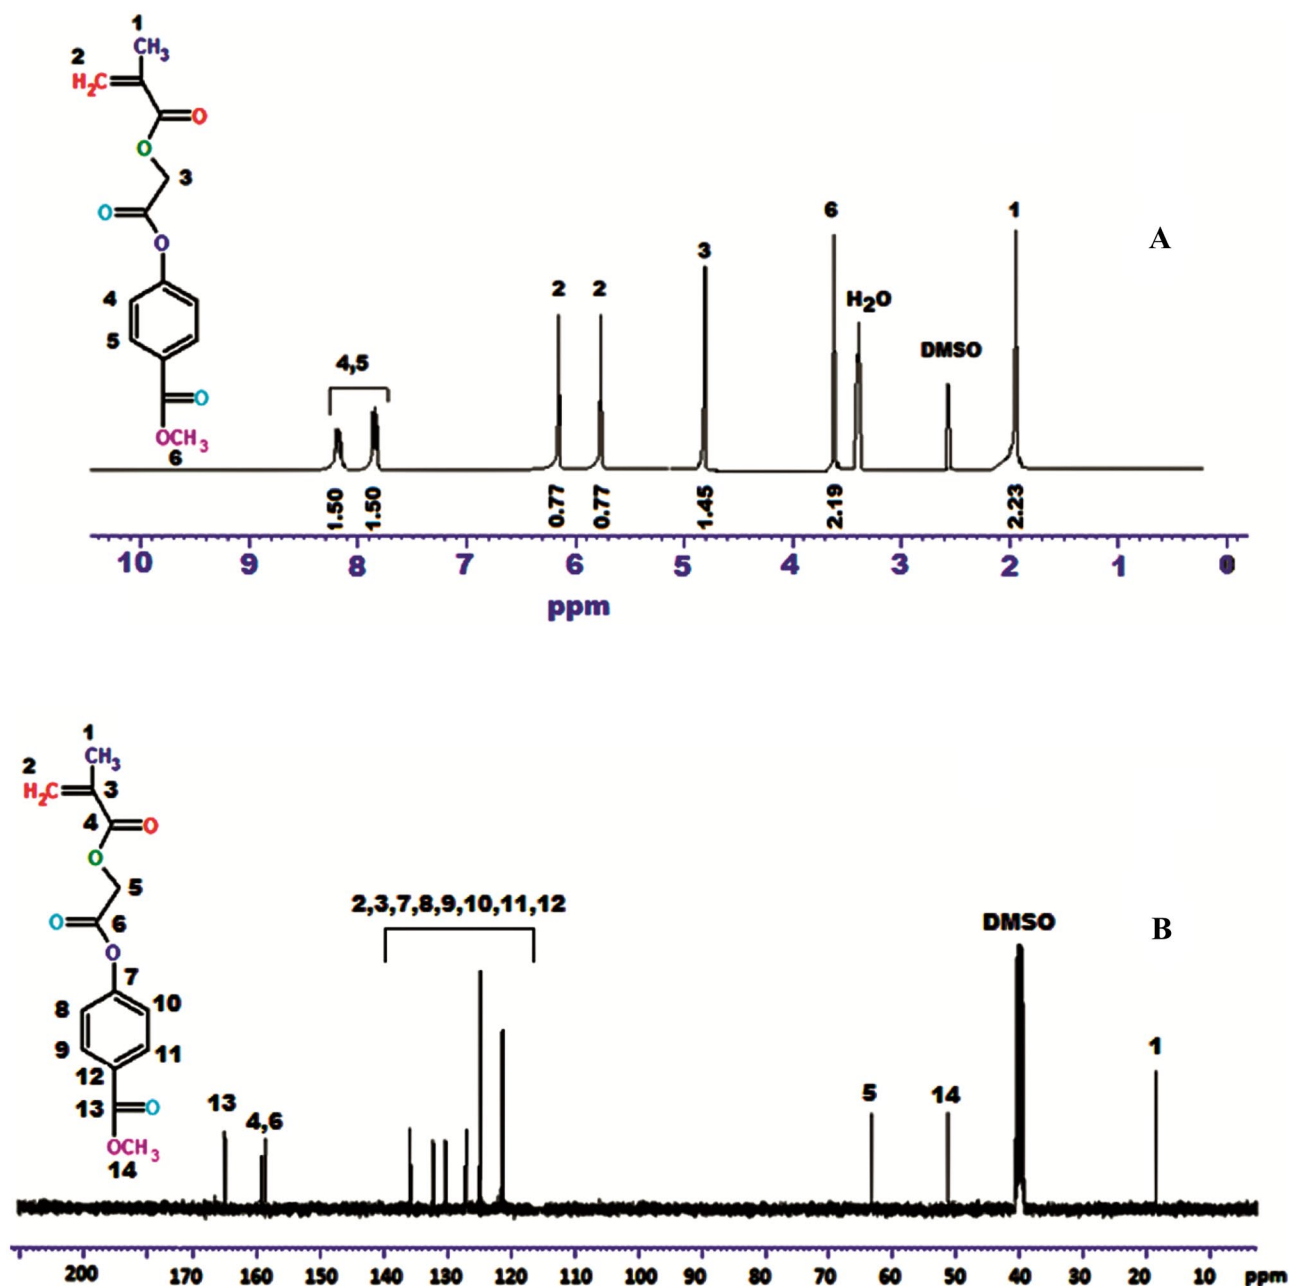 1
CH3
2
H2C
O
O
3
O
O
4
5
O
OCH3
6
4,5
2
2
3
6
H2O
DMSO
1
A
1.50
1.50
0.77
0.77
1.45
2.19
2.23
10 9 8 7 6 5 4 3 2 1 0
ppm
1
CH3
2
H2C
3
4
O
O
5
O
6
O
7
8
10
9
11
12
13
O
OCH3
14
13
4,6
2,3,7,8,9,10,11,12
5
14
DMSO
1
B
200 170 160 150 140 130 120 110 100 90 80 70 60 50 40 30 20 10 ppm